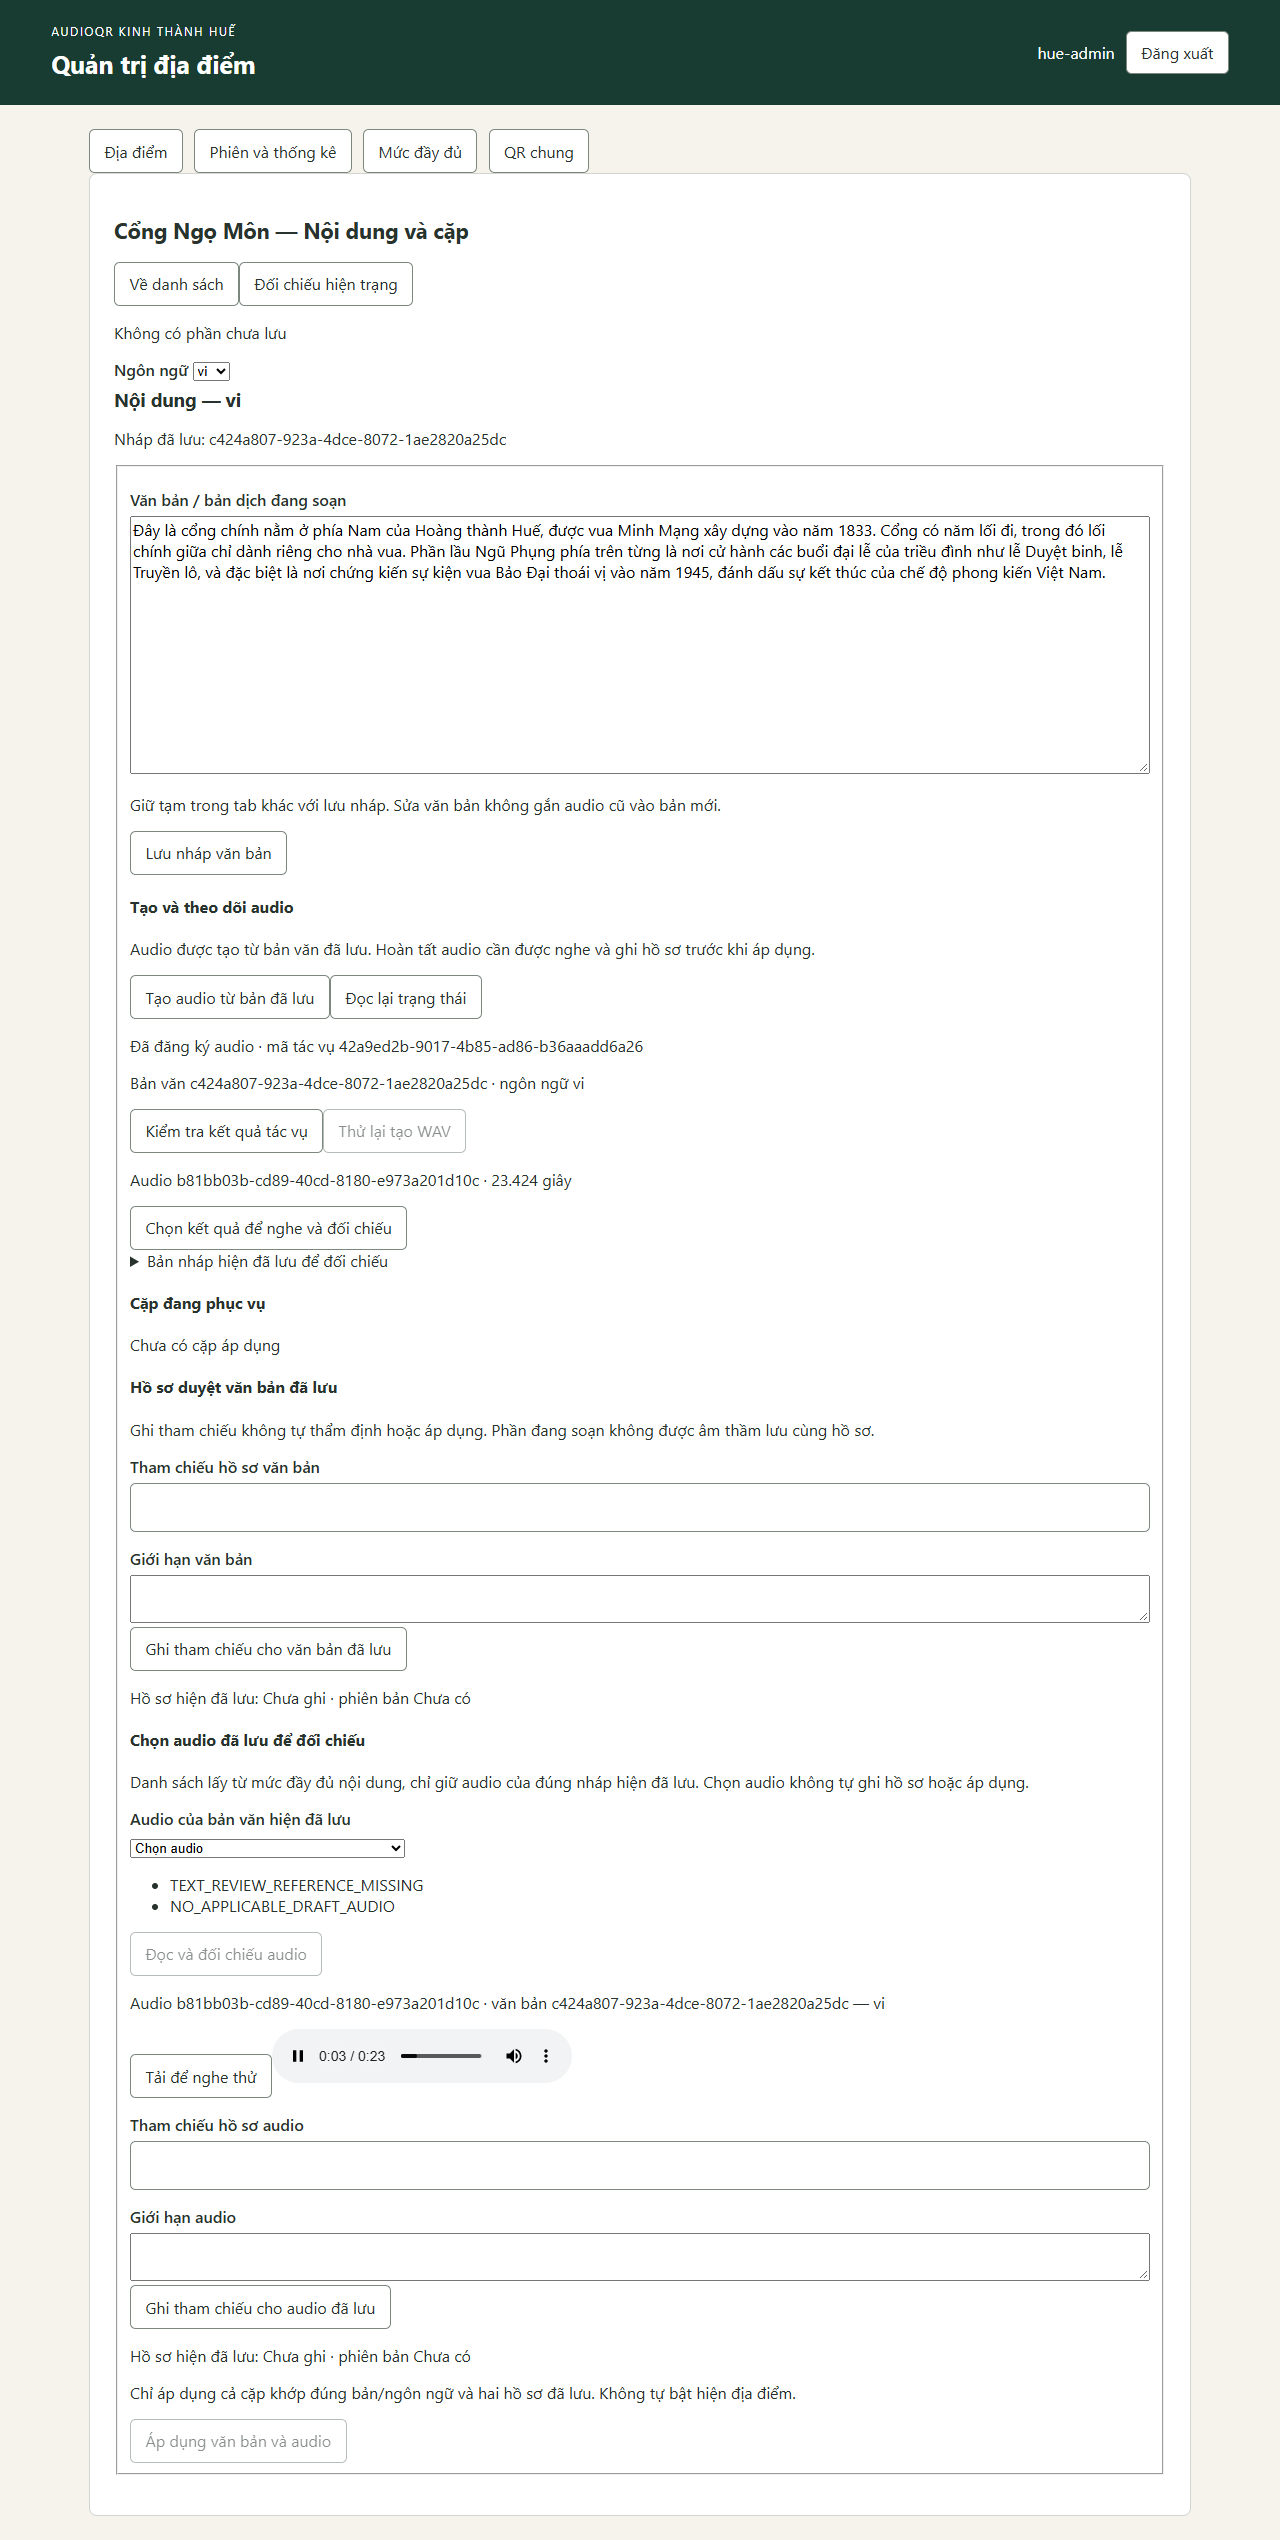 AUDIOQR KINH THÀNH HUẾ
Quản trị địa điểm
hue-admin
Đăng xuất
Địa điểm
Phiên và thống kê
Mức đầy đủ
QR chung
Cổng Ngọ Môn — Nội dung và cặp
Về danh sách
Đối chiếu hiện trạng
Không có phần chưa lưu
Ngôn ngữ vi
Nội dung — vi
Nháp đã lưu: c424a807-923a-4dce-8072-1ae2820a25dc
Văn bản / bản dịch đang soạn
Đây là cổng chính nằm ở phía Nam của Hoàng thành Huế, được vua Minh Mạng xây dựng vào năm 1833. Cổng có năm lối đi, trong đó lối
chính giữa chỉ dành riêng cho nhà vua. Phần lầu Ngũ Phụng phía trên từng là nơi cử hành các buổi đại lễ của triều đình như lễ Duyệt binh, lễ
Truyền lô, và đặc biệt là nơi chứng kiến sự kiện vua Bảo Đại thoái vị vào năm 1945, đánh dấu sự kết thúc của chế độ phong kiến Việt Nam.
Giữ tạm trong tab khác với lưu nháp. Sửa văn bản không gắn audio cũ vào bản mới.
Lưu nháp văn bản
Tạo và theo dõi audio
Audio được tạo từ bản văn đã lưu. Hoàn tất audio cần được nghe và ghi hồ sơ trước khi áp dụng.
Tạo audio từ bản đã lưu
Đọc lại trạng thái
Đã đăng ký audio · mã tác vụ 42a9ed2b-9017-4b85-ad86-b36aaadd6a26
Bản văn c424a807-923a-4dce-8072-1ae2820a25dc · ngôn ngữ vi
Kiểm tra kết quả tác vụ
Thử lại tạo WAV
Audio b81bb03b-cd89-40cd-8180-e973a201d10c · 23.424 giây
Chọn kết quả để nghe và đối chiếu
Bản nháp hiện đã lưu để đối chiếu
Cặp đang phục vụ
Chưa có cặp áp dụng
Hồ sơ duyệt văn bản đã lưu
Ghi tham chiếu không tự thẩm định hoặc áp dụng. Phần đang soạn không được âm thầm lưu cùng hồ sơ.
Tham chiếu hồ sơ văn bản
Giới hạn văn bản
Ghi tham chiếu cho văn bản đã lưu
Hồ sơ hiện đã lưu: Chưa ghi · phiên bản Chưa có
Chọn audio đã lưu để đối chiếu
Danh sách lấy từ mức đầy đủ nội dung, chỉ giữ audio của đúng nháp hiện đã lưu. Chọn audio không tự ghi hồ sơ hoặc áp dụng.
Audio của bản văn hiện đã lưu
Chọn audio
TEXT_REVIEW_REFERENCE_MISSING
NO_APPLICABLE_DRAFT_AUDIO
Đọc và đối chiếu audio
Audio b81bb03b-cd89-40cd-8180-e973a201d10c · văn bản c424a807-923a-4dce-8072-1ae2820a25dc — vi
Tải để nghe thử
0:03 / 0:23
Tham chiếu hồ sơ audio
Giới hạn audio
Ghi tham chiếu cho audio đã lưu
Hồ sơ hiện đã lưu: Chưa ghi · phiên bản Chưa có
Chỉ áp dụng cả cặp khớp đúng bản/ngôn ngữ và hai hồ sơ đã lưu. Không tự bật hiện địa điểm.
Áp dụng văn bản và audio